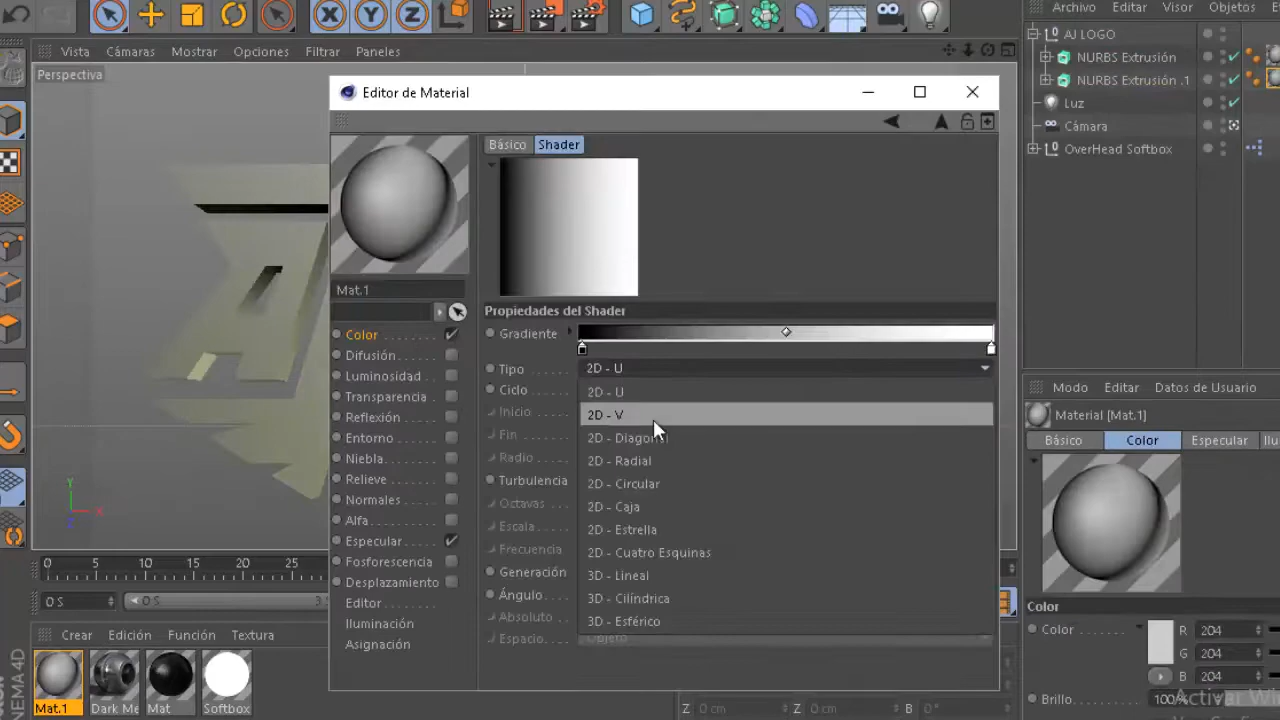 X Y Z
Archivo Editar Visor Objetos
Vista Cámaras Mostrar Opciones Filtrar Paneles
Perspectiva
AJ LOGO
NURBS Extrusión
NURBS Extrusión .1
Luz
Cámara
OverHead Softbox
Editor de Material
Básico Shader
Mat.1
Propiedades del Shader
Gradiente
Tipo 2D - U
Ciclo
Inicio
Fin
Radio
Turbulencia
Octavas
Escala
Frecuencia
Generación
Ángulo
Absoluto
Espacio Objeto
2D - U
2D - V
2D - Diagonal
2D - Radial
2D - Circular
2D - Caja
2D - Estrella
2D - Cuatro Esquinas
3D - Lineal
3D - Cilíndrica
3D - Esférico
Color
Difusión
Luminosidad
Transparencia
Reflexión
Entorno
Niebla
Relieve
Normales
Alfa
Especular
Fosforescencia
Desplazamiento
Editor
Iluminación
Asignación
Y
X
Z
0 5 10 15 20 25
0 S 0 S 3
Crear Edición Función Textura
Mat.1 Dark Me Mat Softbox
CINEMA4D
Z 0 cm Z 0 cm B 0°
Modo Editar Datos de Usuario
Material [Mat.1]
Básico Color Especular Ilu
Color
Color R 204
G 204
B 204
Brillo 100%
Activar Win